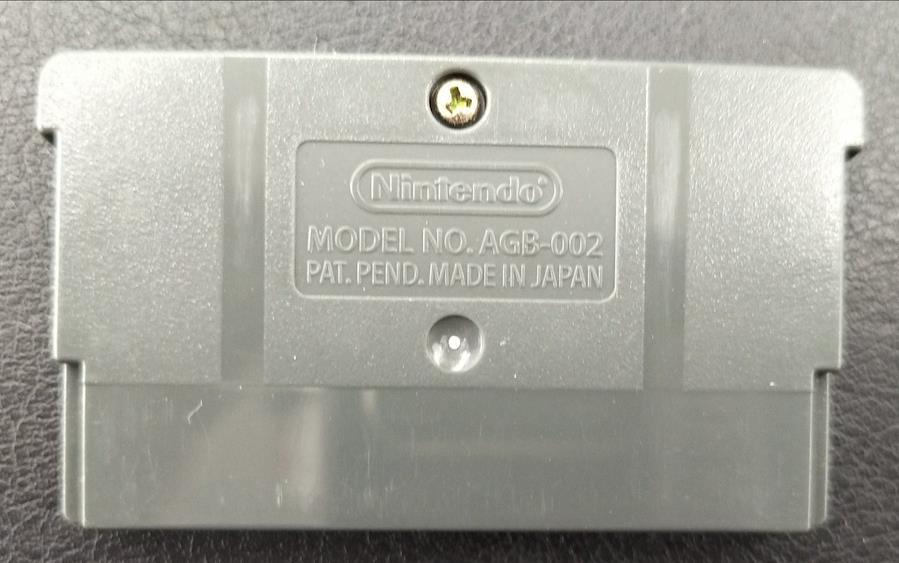 Nintendo
MODEL NO. AGB-002
PAT. PEND. MADE IN JAPAN